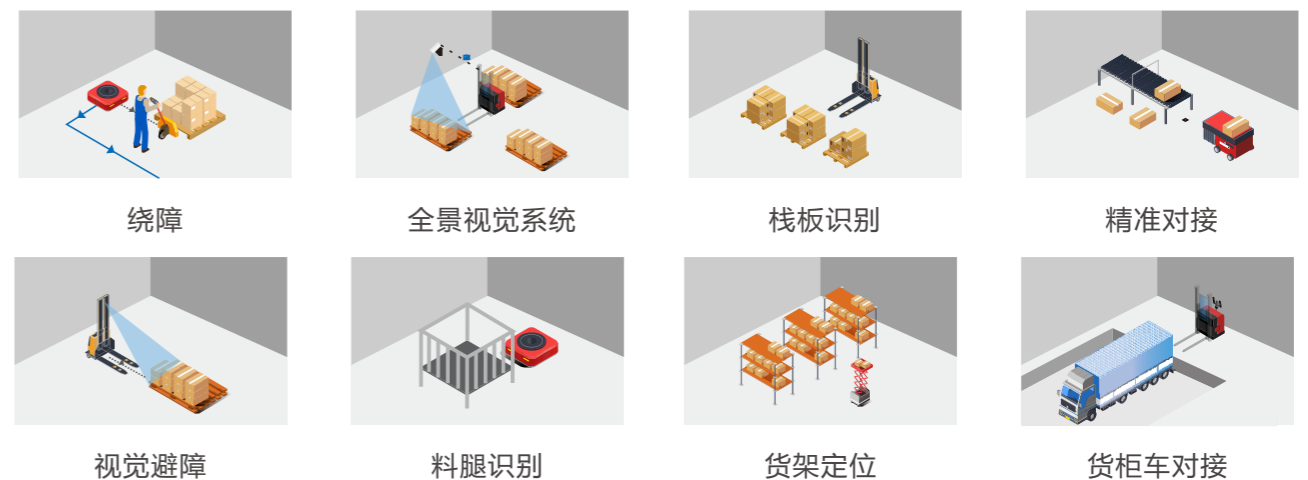 绕障
全景视觉系统
栈板识别
精准对接
视觉避障
料腿识别
货架定位
货柜车对接